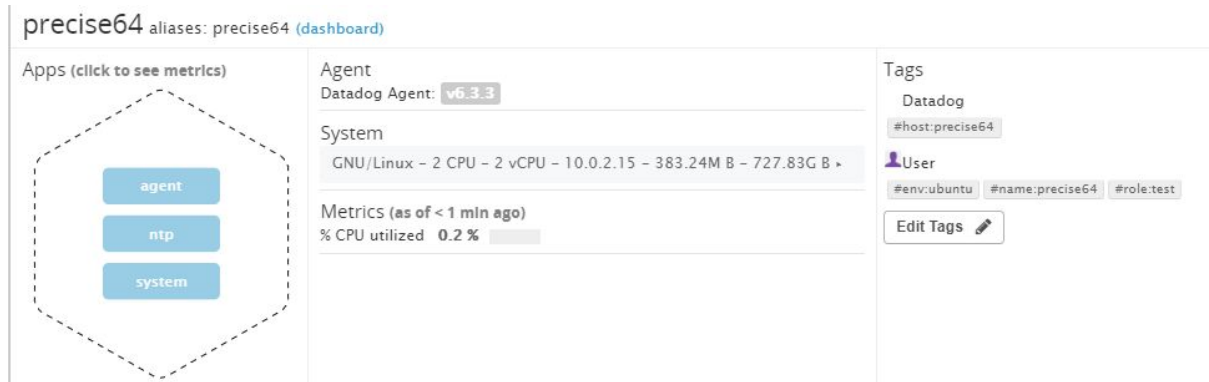 precise64 aliases: precise64 (dashboard)
Apps (click to see metrics)
agent
ntp
system
Agent
Datadog Agent: v6.3.3
System
GNU/Linux – 2 CPU – 2 vCPU – 10.0.2.15 – 383.24M B – 727.83G B ▸
Metrics (as of < 1 min ago)
% CPU utilized 0.2 %
Tags
Datadog
#host:precise64
User
#env:ubuntu #name:precise64 #role:test
Edit Tags